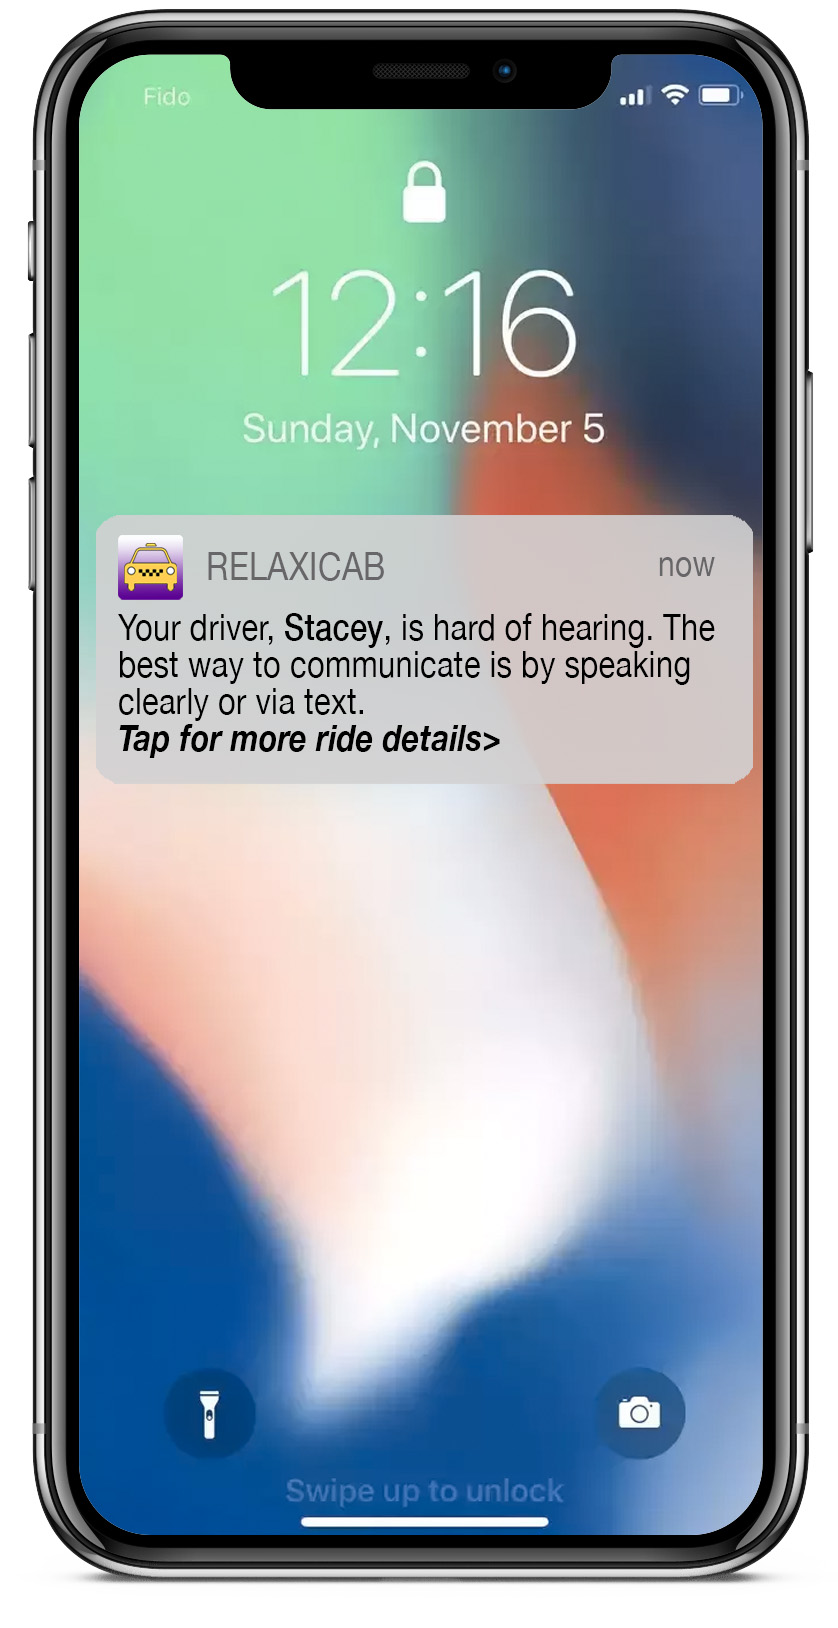 Fido
12:16
Sunday, November 5
RELAXICAB now
Your driver, Stacey, is hard of hearing. The
best way to communicate is by speaking
clearly or via text.
Tap for more ride details>
Swipe up to unlock